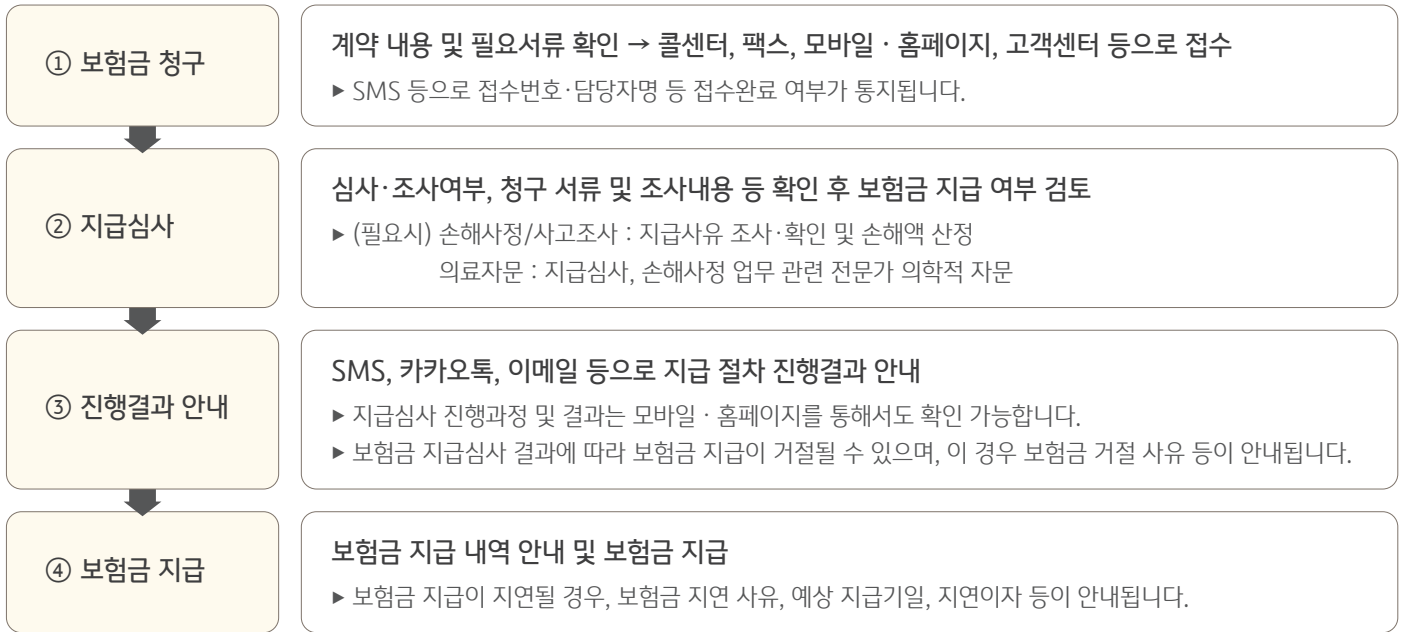 ① 보험금 청구
계약 내용 및 필요서류 확인 → 콜센터, 팩스, 모바일 · 홈페이지, 고객센터 등으로 접수
▶ SMS 등으로 접수번호·담당자명 등 접수완료 여부가 통지됩니다.
② 지급심사
심사·조사여부, 청구 서류 및 조사내용 등 확인 후 보험금 지급 여부 검토
▶ (필요시) 손해사정/사고조사 : 지급사유 조사·확인 및 손해액 산정
의료자문 : 지급심사, 손해사정 업무 관련 전문가 의학적 자문
③ 진행결과 안내
SMS, 카카오톡, 이메일 등으로 지급 절차 진행결과 안내
▶ 지급심사 진행과정 및 결과는 모바일 · 홈페이지를 통해서도 확인 가능합니다.
▶ 보험금 지급심사 결과에 따라 보험금 지급이 거절될 수 있으며, 이 경우 보험금 거절 사유 등이 안내됩니다.
④ 보험금 지급
보험금 지급 내역 안내 및 보험금 지급
▶ 보험금 지급이 지연될 경우, 보험금 지연 사유, 예상 지급기일, 지연이자 등이 안내됩니다.